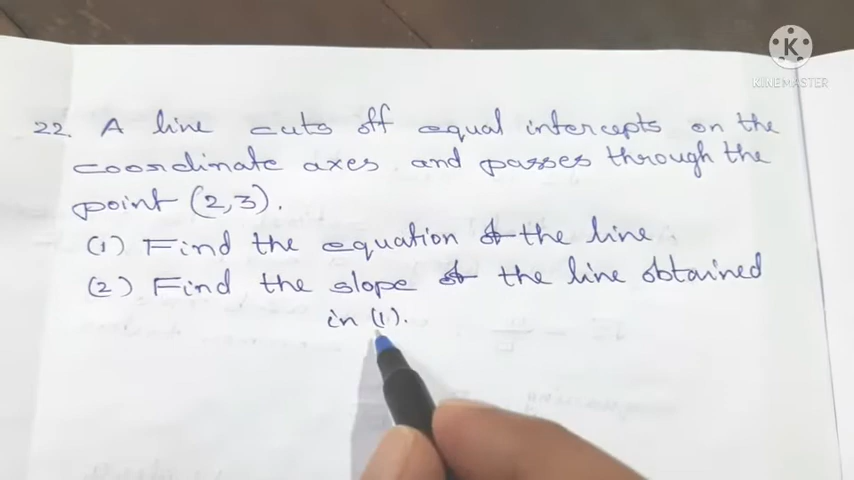 K
KINEMASTER
22. A line cuts off equal intercepts on the
coordinate axes and passes through the
point (2,3).
(1) Find the equation of the line.
(2) Find the slope of the line obtained
in (1).